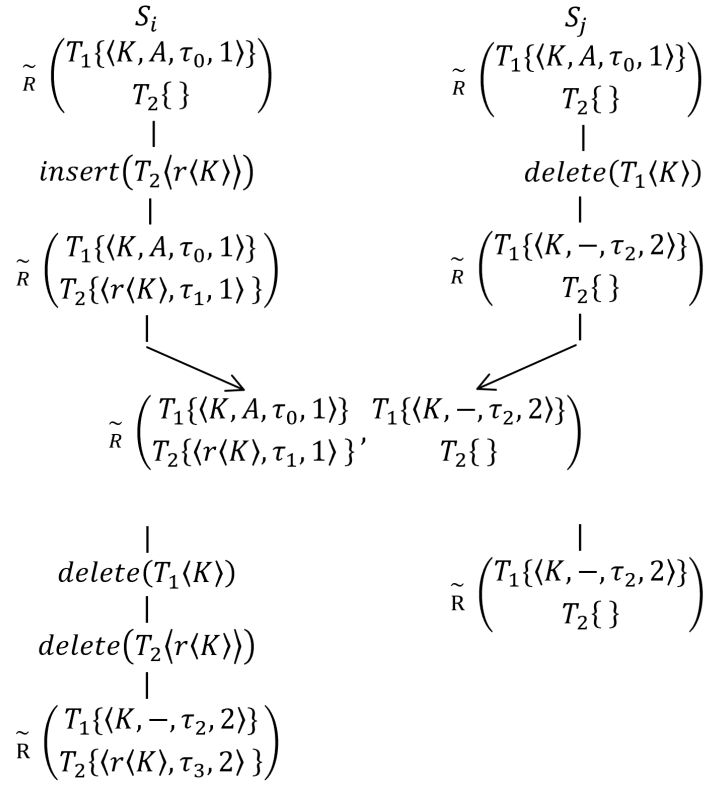 S_i S_j
~R (T_1{⟨K, A, τ_0, 1⟩} ~R (T_1{⟨K, A, τ_0, 1⟩}
T_2{ }) T_2{ })
insert(T_2⟨r⟨K⟩⟩) delete(T_1⟨K⟩)
~R (T_1{⟨K, A, τ_0, 1⟩} ~R (T_1{⟨K, −, τ_2, 2⟩}
T_2{⟨r⟨K⟩, τ_1, 1⟩ }) T_2{ })
~R (T_1{⟨K, A, τ_0, 1⟩} T_1{⟨K, −, τ_2, 2⟩}
T_2{⟨r⟨K⟩, τ_1, 1⟩ }, T_2{ })
delete(T_1⟨K⟩) ~R (T_1{⟨K, −, τ_2, 2⟩}
T_2{ })
delete(T_2⟨r⟨K⟩⟩)
~R (T_1{⟨K, −, τ_2, 2⟩}
T_2{⟨r⟨K⟩, τ_3, 2⟩ })